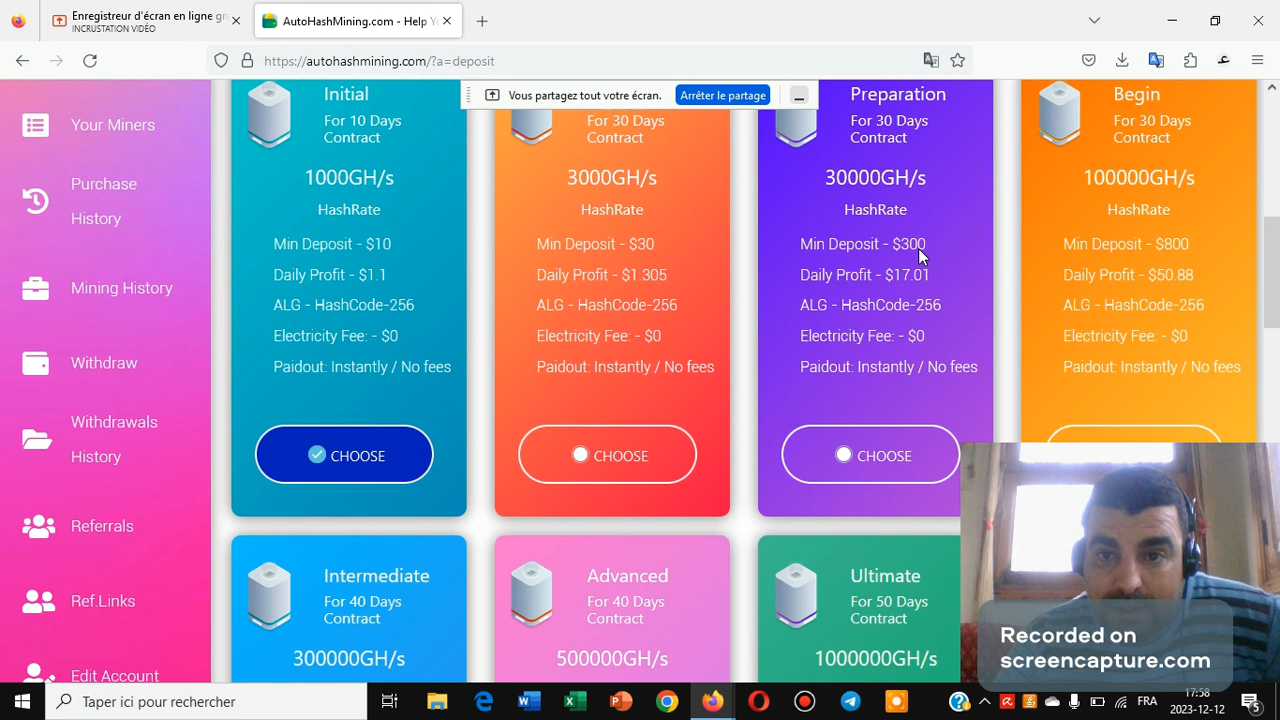 Enregistreur d'écran en ligne gra
INCRUSTATION VIDÉO
AutoHashMining.com - Help Y
https://autohashmining.com/?a=deposit
Vous partagez tout votre écran.
Arrêter le partage
Your Miners
Purchase
History
Mining History
Withdraw
Withdrawals
History
Referrals
Ref.Links
Edit Account
Initial
For 10 Days
Contract
1000GH/s
HashRate
Min Deposit - $10
Daily Profit - $1.1
ALG - HashCode-256
Electricity Fee: - $0
Paidout: Instantly / No fees
CHOOSE
For 30 Days
Contract
3000GH/s
HashRate
Min Deposit - $30
Daily Profit - $1.305
ALG - HashCode-256
Electricity Fee: - $0
Paidout: Instantly / No fees
CHOOSE
Preparation
For 30 Days
Contract
30000GH/s
HashRate
Min Deposit - $300
Daily Profit - $17.01
ALG - HashCode-256
Electricity Fee: - $0
Paidout: Instantly / No fees
CHOOSE
Begin
For 30 Days
Contract
100000GH/s
HashRate
Min Deposit - $800
Daily Profit - $50.88
ALG - HashCode-256
Electricity Fee: - $0
Paidout: Instantly / No fees
Intermediate
For 40 Days
Contract
300000GH/s
Advanced
For 40 Days
Contract
500000GH/s
Ultimate
For 50 Days
Contract
1000000GH/s
Recorded on
screencapture.com
Taper ici pour rechercher
FRA
17:58
2023-12-12
5